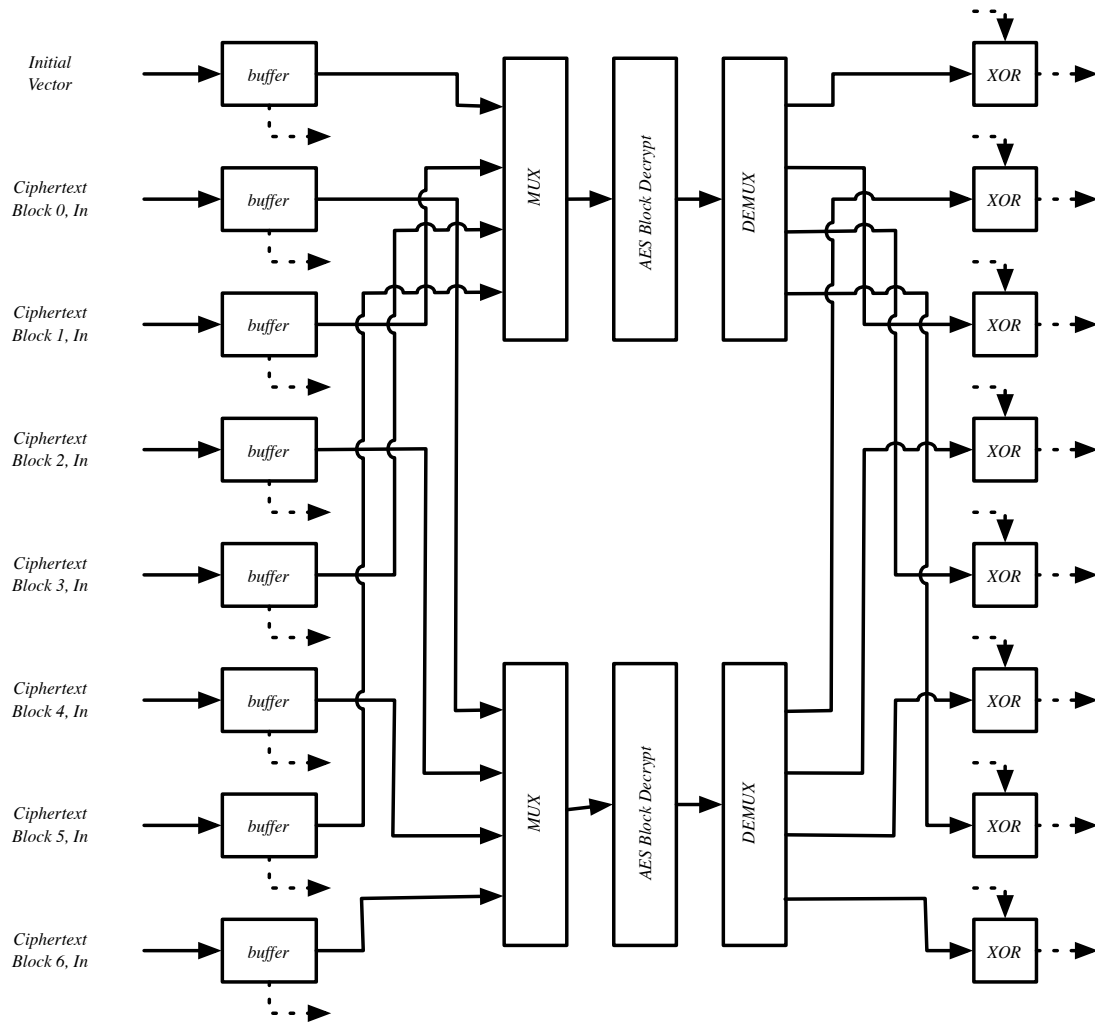 Initial
Vector
buffer
XOR
Ciphertext
Block 0, In
buffer
MUX
AES Block Decrypt
DEMUX
XOR
Ciphertext
Block 1, In
buffer
XOR
Ciphertext
Block 2, In
buffer
XOR
Ciphertext
Block 3, In
buffer
XOR
Ciphertext
Block 4, In
buffer
XOR
Ciphertext
Block 5, In
buffer
MUX
AES Block Decrypt
DEMUX
XOR
Ciphertext
Block 6, In
buffer
XOR